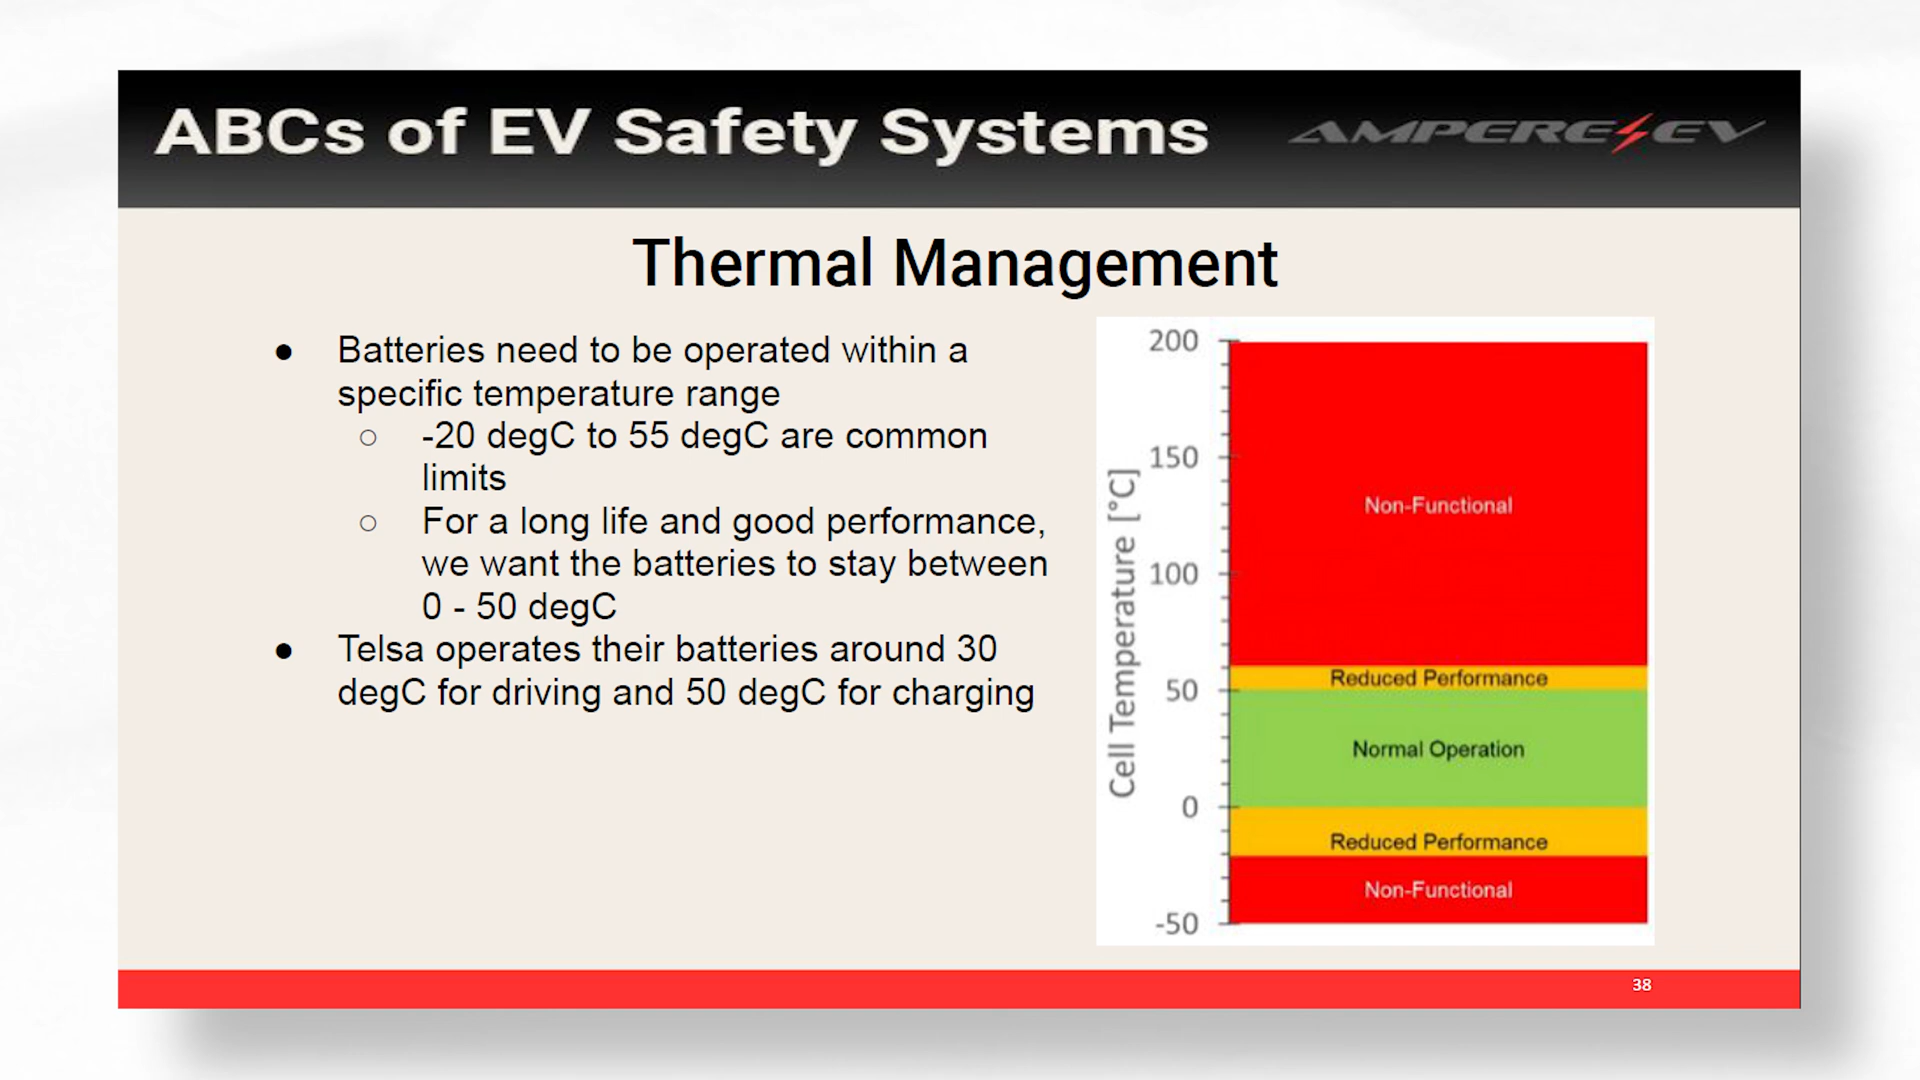 ABCs of EV Safety Systems
AMPERE EV
Thermal Management
● Batteries need to be operated within a
specific temperature range
○ -20 degC to 55 degC are common
limits
○ For a long life and good performance,
we want the batteries to stay between
0 - 50 degC
● Telsa operates their batteries around 30
degC for driving and 50 degC for charging
Cell Temperature [°C]
200
150
100
50
0
-50
Non-Functional
Reduced Performance
Normal Operation
Reduced Performance
Non-Functional
38